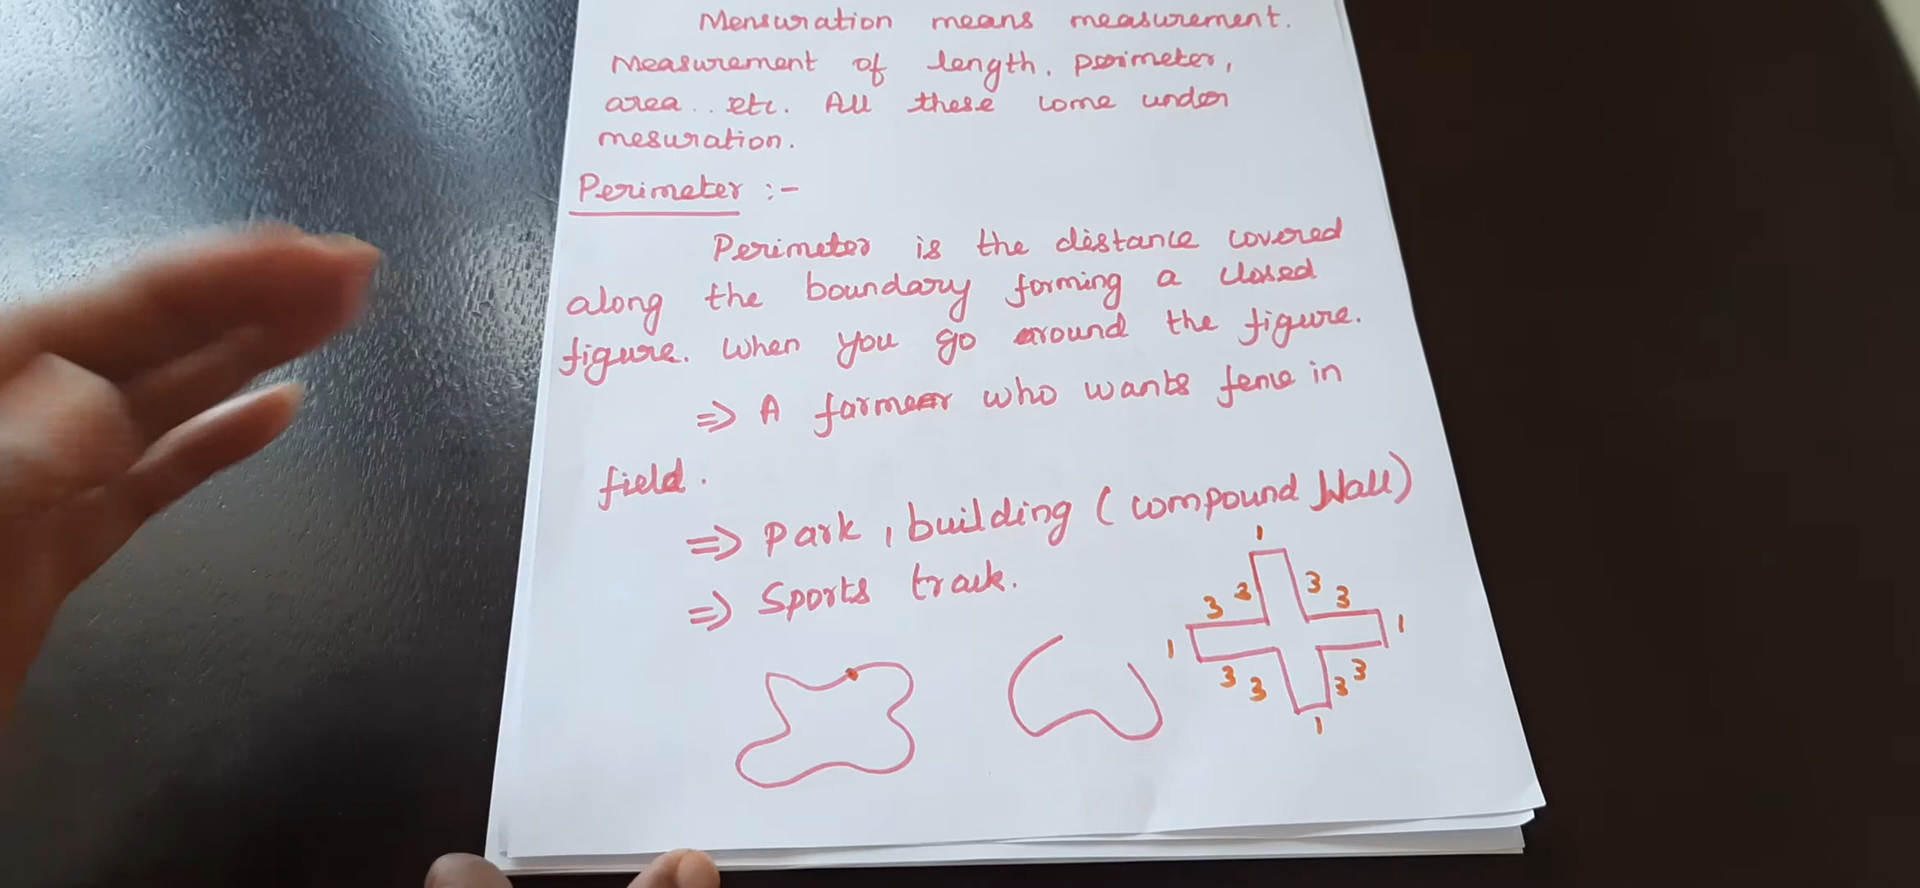 Mensuration means measurement.
Measurement of length. perimeter,
area.. etc. All these come under
mesuration.
Perimeter :-
Perimeter is the distance covered
along the boundary forming a closed
figure. When you go around the figure.
⇒ A farmer who wants fence in
field.
⇒ Park, building (compound Wall)
⇒ Sports track.
1
3 3 3 3
1 1
3 3 3 3
1